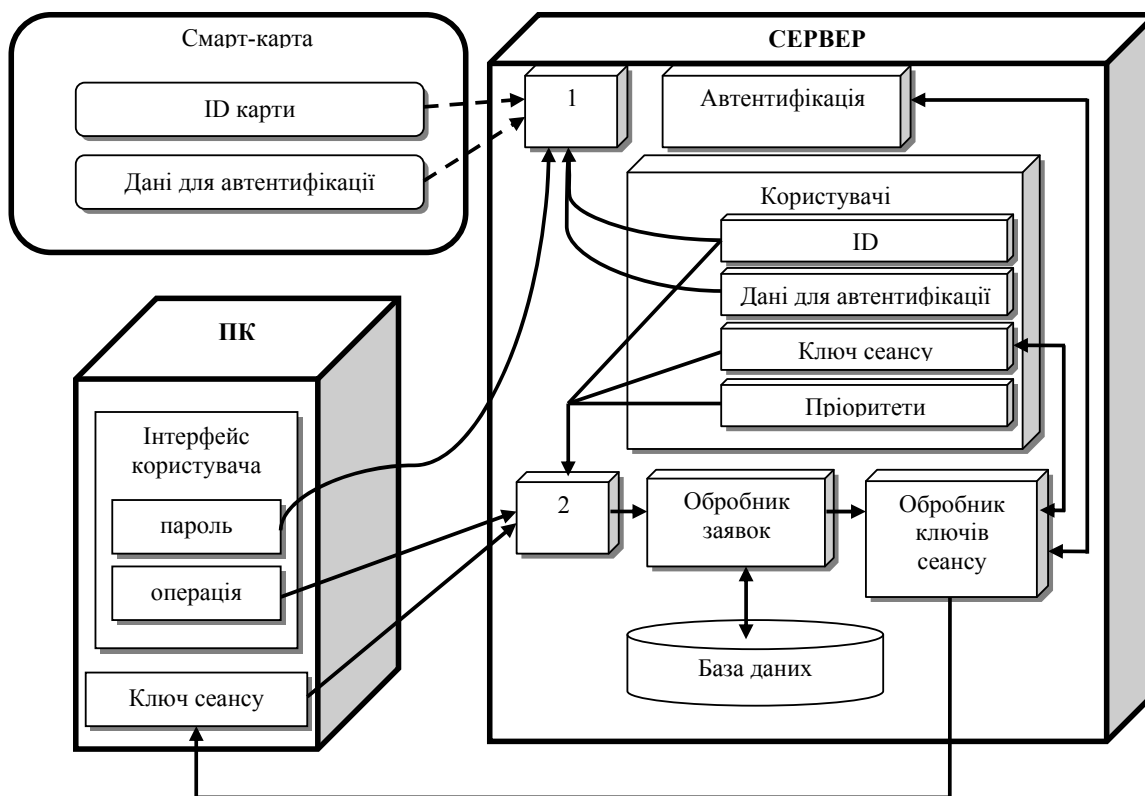 Смарт-карта
ID карти
Дані для автентифікації
СЕРВЕР
1
Автентифікація
Користувачі
ID
Дані для автентифікації
Ключ сеансу
Пріоритети
ПК
Інтерфейс
користувача
пароль
операція
Ключ сеансу
2
Обробник
заявок
Обробник
ключів
сеансу
База даних